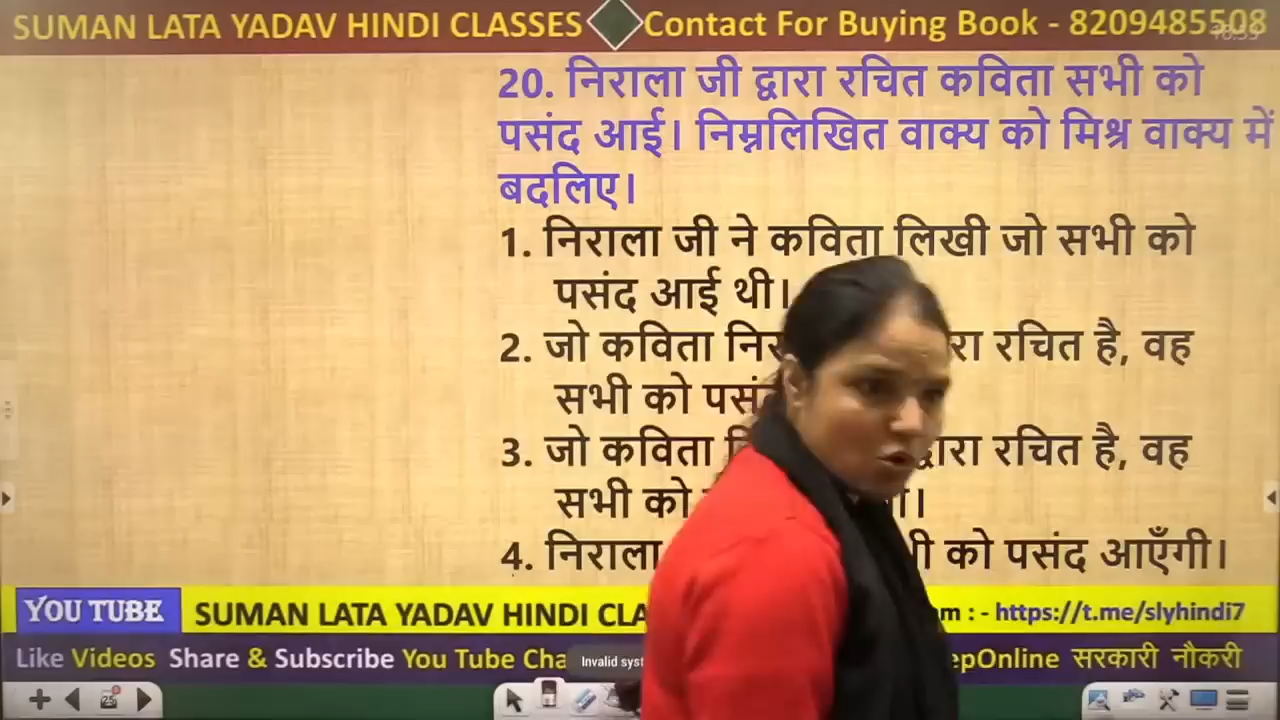 SUMAN LATA YADAV HINDI CLASSES Contact For Buying Book - 8209485508
20. निराला जी द्वारा रचित कविता सभी को
पसंद आई। निम्नलिखित वाक्य को मिश्र वाक्य में
बदलिए।
1. निराला जी ने कविता लिखी जो सभी को
पसंद आई थी।
2. जो कविता रचित है, वह
सभी को
3. जो कविता द्वारा रचित है, वह
सभी को
4. निराला को पसंद आएँगी।
YOU TUBE SUMAN LATA YADAV HINDI :- https://t.me/slyhindi7
Like Videos Share & Subscribe You Tube सरकारी नौकरी
Invalid
25